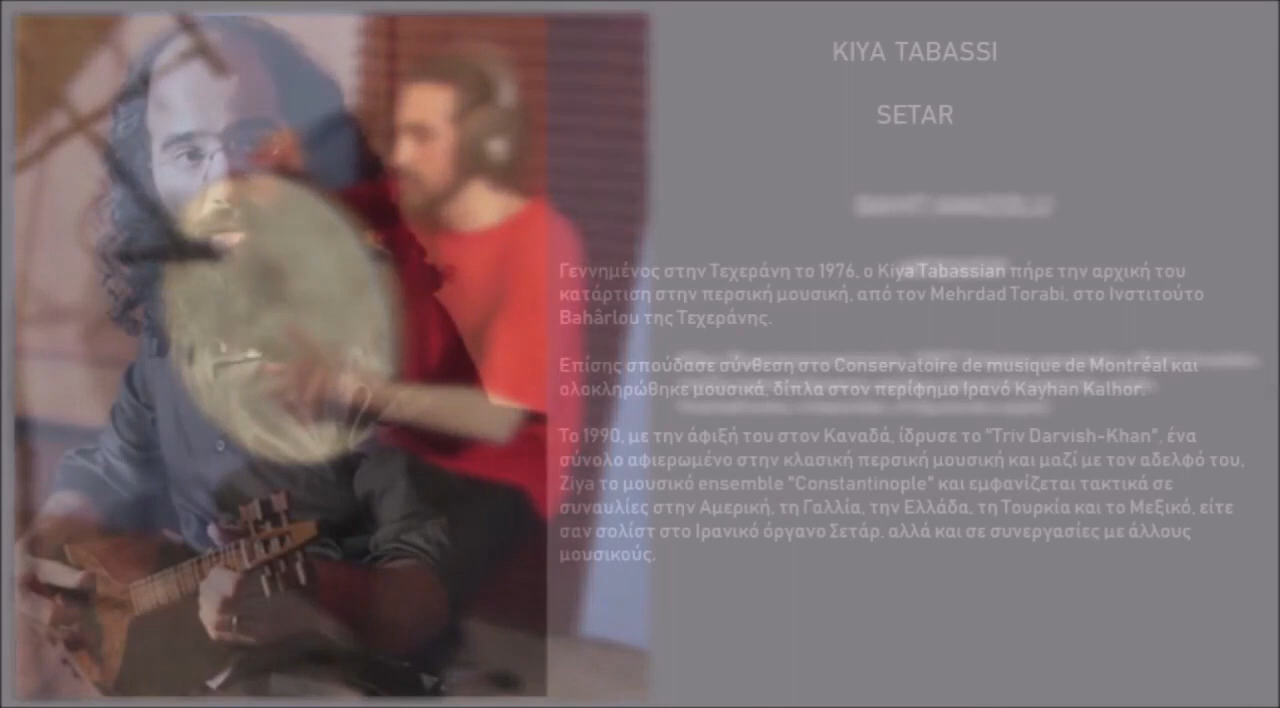 KIYA TABASSI
SETAR
Γεννημένος στην Τεχεράνη το 1976, ο Kiya Tabassian πήρε την αρχική του
κατάρτιση στην περσική μουσική, από τον Mehrdad Torabi, στο Ινστιτούτο
Bahârlou της Τεχεράνης.
Επίσης σπούδασε σύνθεση στο Conservatoire de musique de Montréal και
ολοκληρώθηκε μουσικά, δίπλα στον περίφημο Ιρανό Kayhan Kalhor.
Το 1990, με την άφιξή του στον Καναδά, ίδρυσε το "Triv Darvish-Khan", ένα
σύνολο αφιερωμένο στην κλασική περσική μουσική και μαζί με τον αδελφό του,
Ziya το μουσικό ensemble "Constantinople" και εμφανίζεται τακτικά σε
συναυλίες στην Αμερική, τη Γαλλία, την Ελλάδα, τη Τουρκία και το Μεξικό, είτε
σαν σολίστ στο Ιρανικό όργανο Σετάρ, αλλά και σε συνεργασίες με άλλους
μουσικούς.